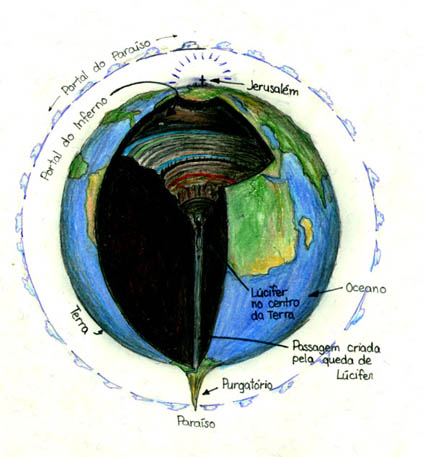 Portal do Paraíso
Jerusalém
Portal do Inferno
Lúcifer
no centro
da Terra
Oceano
Terra
Passagem criada
pela queda de
Lúcifer
Purgatório
Paraíso